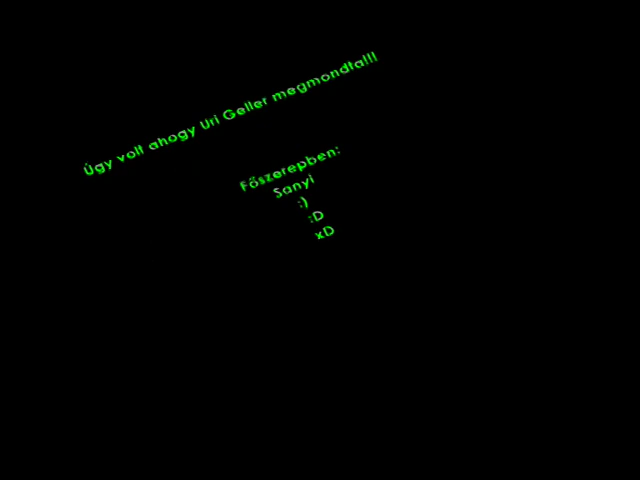 Úgy volt ahogy Uri Geller megmondta!!!
Főszerepben:
Sanyi
:)
:D
xD